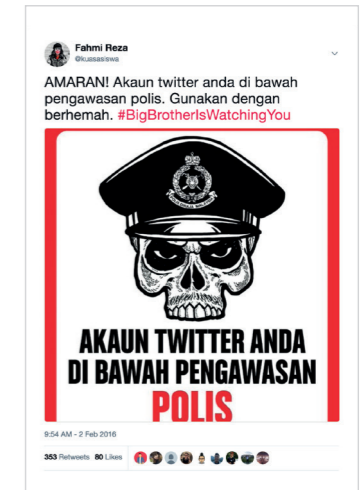 Fahmi Reza
@kuasasiswa
AMARAN! Akaun twitter anda di bawah
pengawasan polis. Gunakan dengan
berhemah. #BigBrotherIsWatchingYou
AKAUN TWITTER ANDA
DI BAWAH PENGAWASAN
POLIS
9:54 AM - 2 Feb 2016
353 Retweets 80 Likes